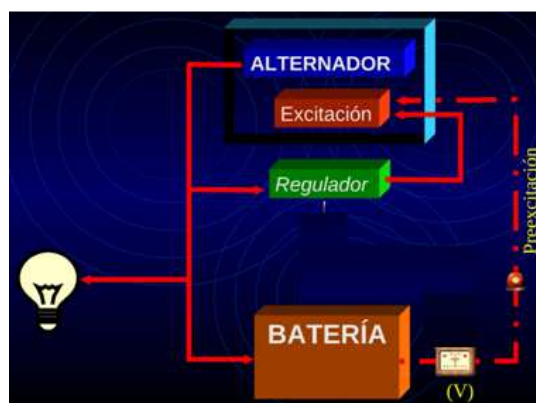 ALTERNADOR
Excitación
Regulador
Preexcitación
BATERÍA
(V)